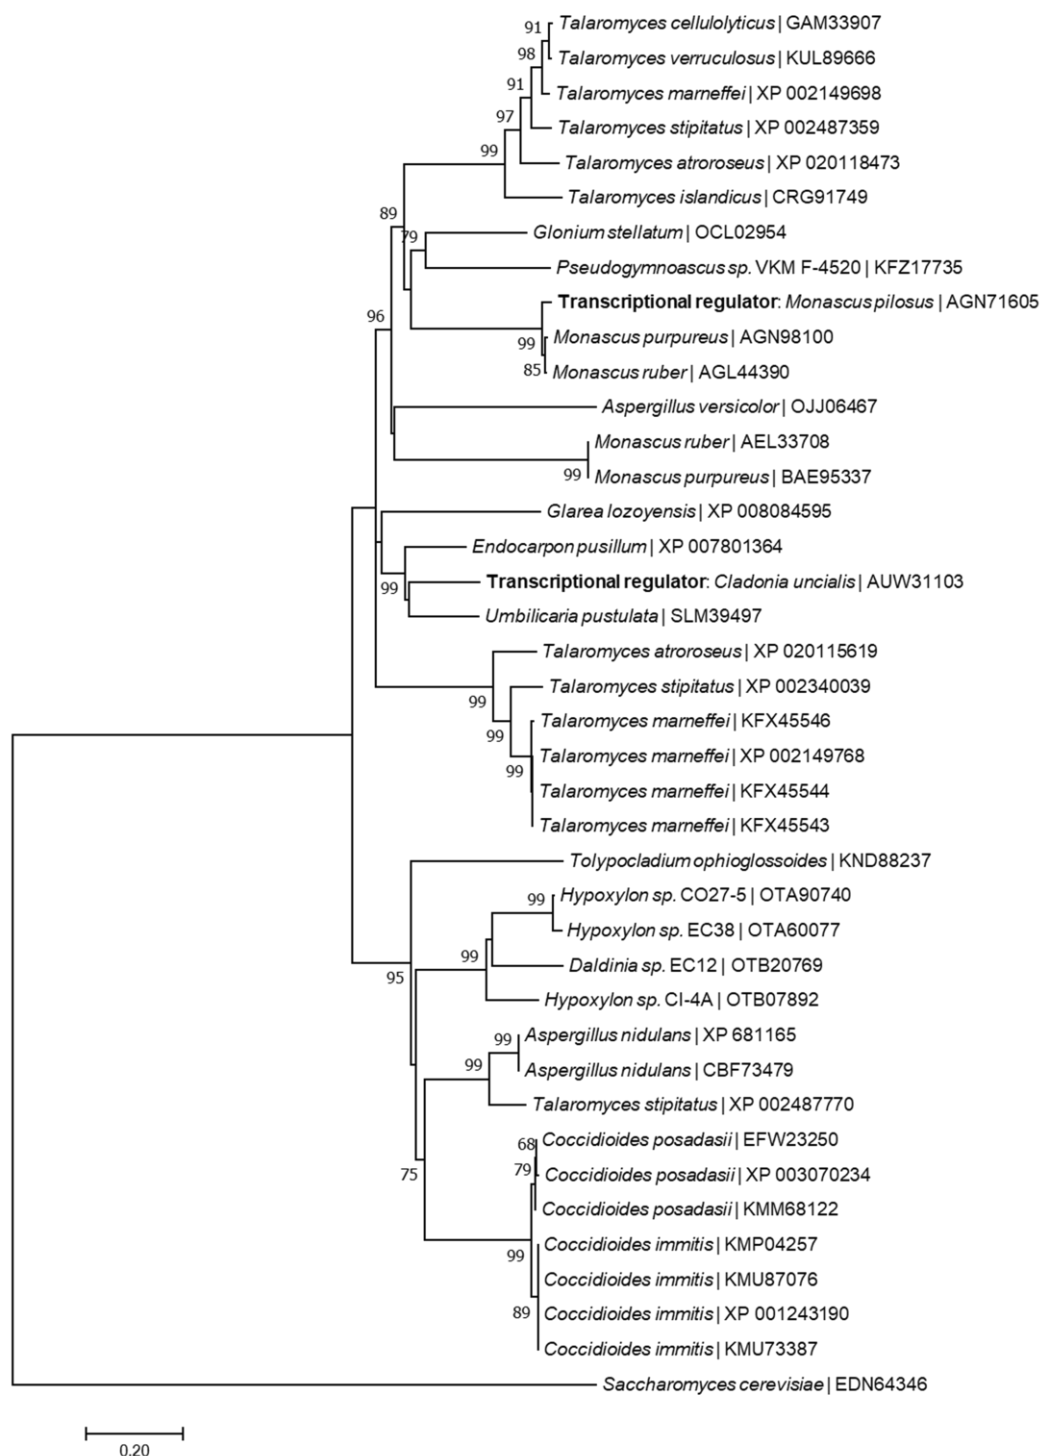 91 Talaromyces cellulolyticus | GAM33907
98 Talaromyces verruculosus | KUL89666
91 Talaromyces marneffei | XP 002149698
97 Talaromyces stipitatus | XP 002487359
99 Talaromyces atroroseus | XP 020118473
Talaromyces islandicus | CRG91749
89
79 Glonium stellatum | OCL02954
Pseudogymnoascus sp. VKM F-4520 | KFZ17735
Transcriptional regulator: Monascus pilosus | AGN71605
96
99 Monascus purpureus | AGN98100
85 Monascus ruber | AGL44390
Aspergillus versicolor | OJJ06467
Monascus ruber | AEL33708
99 Monascus purpureus | BAE95337
Glarea lozoyensis | XP 008084595
Endocarpon pusillum | XP 007801364
99 Transcriptional regulator: Cladonia uncialis | AUW31103
Umbilicaria pustulata | SLM39497
Talaromyces atroroseus | XP 020115619
99 Talaromyces stipitatus | XP 002340039
99 Talaromyces marneffei | KFX45546
99 Talaromyces marneffei | XP 002149768
Talaromyces marneffei | KFX45544
Talaromyces marneffei | KFX45543
Tolypocladium ophioglossoides | KND88237
99 Hypoxylon sp. CO27-5 | OTA90740
Hypoxylon sp. EC38 | OTA60077
99 Daldinia sp. EC12 | OTB20769
95
Hypoxylon sp. CI-4A | OTB07892
99 Aspergillus nidulans | XP 681165
99 Aspergillus nidulans | CBF73479
Talaromyces stipitatus | XP 002487770
68 Coccidioides posadasii | EFW23250
75 79 Coccidioides posadasii | XP 003070234
Coccidioides posadasii | KMM68122
99 Coccidioides immitis | KMP04257
Coccidioides immitis | KMU87076
89 Coccidioides immitis | XP 001243190
Coccidioides immitis | KMU73387
Saccharomyces cerevisiae | EDN64346
0.20